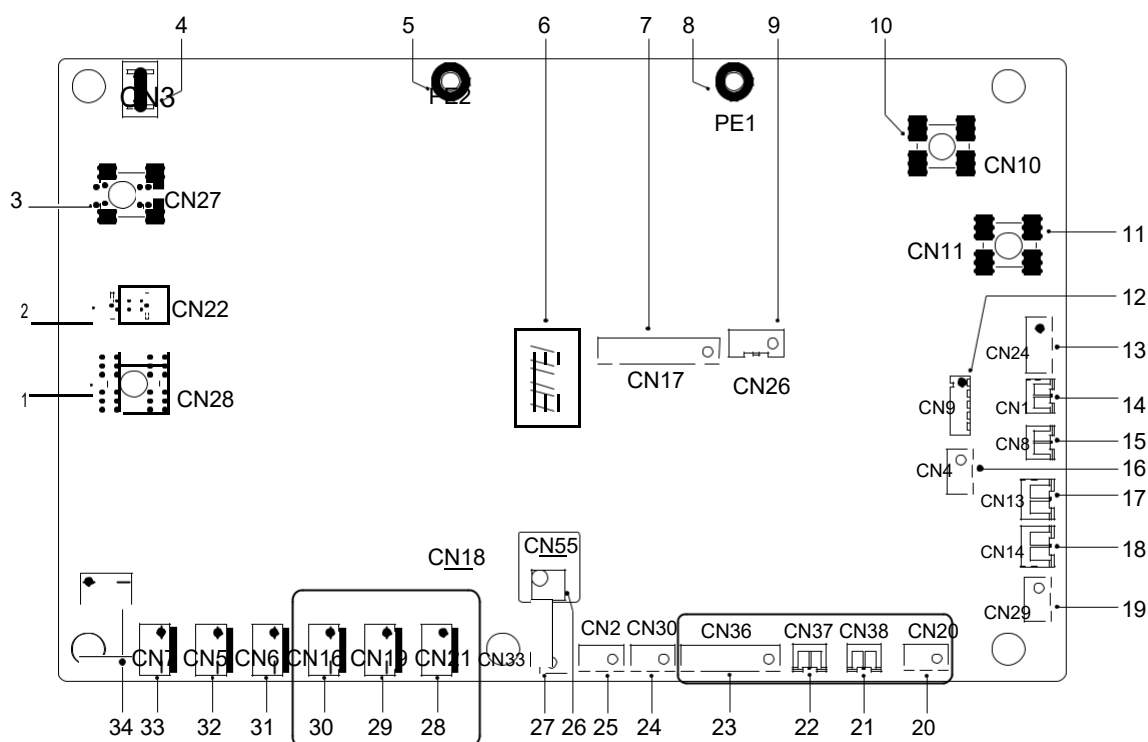 4 5 6 7 8 9 10
CN3 PE2 PE1
CN10
3 CN27
CN11 11
2 CN22
12
CN24 13
CN17 CN26
1 CN28
CN9 CN1 14
CN8 15
CN4 16
CN13 17
CN18 CN55
CN14 18
CN29 19
CN7 CN5 CN6 CN16 CN19 CN21 CN33 CN2 CN30 CN36 CN37 CN38 CN20
34 33 32 31 30 29 28 27 26 25 24 23 22 21 20